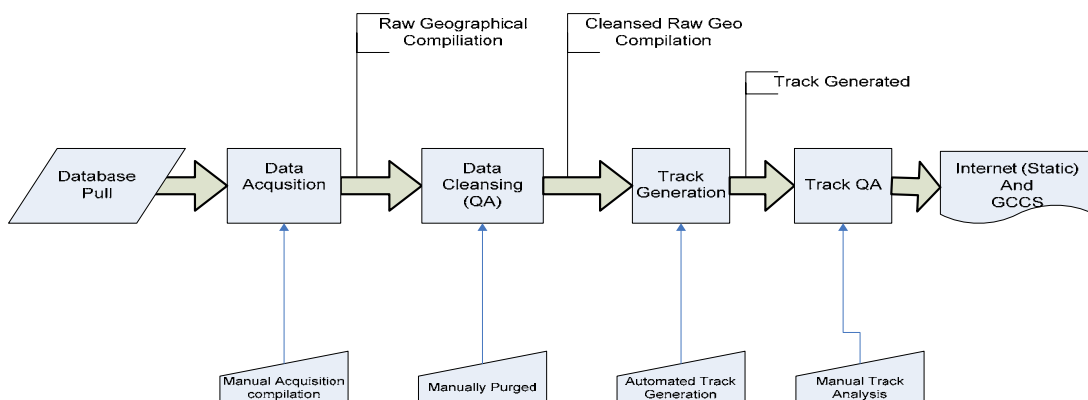 Raw Geographical
Compiliation
Cleansed Raw Geo
Compilation
Track Generated
Database
Pull
Data
Acqusition
Data
Cleansing
(QA)
Track
Generation
Track QA
Internet (Static)
And
GCCS
Manual Acquisition
compilation
Manually Purged
Automated Track
Generation
Manual Track
Analysis